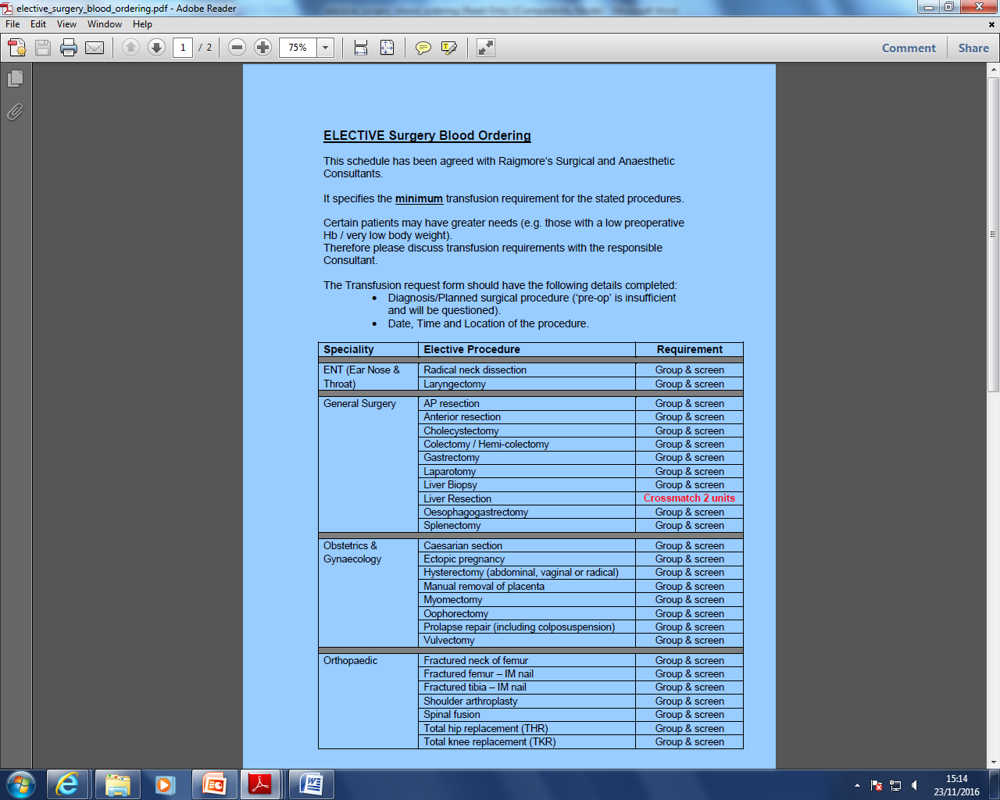 elective_surgery_blood_ordering.pdf - Adobe Reader
File Edit View Window Help
1 / 2 75% Comment Share
ELECTIVE Surgery Blood Ordering
This schedule has been agreed with Raigmore's Surgical and Anaesthetic
Consultants.
It specifies the minimum transfusion requirement for the stated procedures.
Certain patients may have greater needs (e.g. those with a low preoperative
Hb / very low body weight).
Therefore please discuss transfusion requirements with the responsible
Consultant.
The Transfusion request form should have the following details completed:
• Diagnosis/Planned surgical procedure ('pre-op' is insufficient
and will be questioned).
• Date, Time and Location of the procedure.
Speciality Elective Procedure Requirement
ENT (Ear Nose & Radical neck dissection Group & screen
Throat) Laryngectomy Group & screen
General Surgery AP resection Group & screen
Anterior resection Group & screen
Cholecystectomy Group & screen
Colectomy / Hemi-colectomy Group & screen
Gastrectomy Group & screen
Laparotomy Group & screen
Liver Biopsy Group & screen
Liver Resection Crossmatch 2 units
Oesophagogastrectomy Group & screen
Splenectomy Group & screen
Obstetrics & Caesarian section Group & screen
Gynaecology Ectopic pregnancy Group & screen
Hysterectomy (abdominal, vaginal or radical) Group & screen
Manual removal of placenta Group & screen
Myomectomy Group & screen
Oophorectomy Group & screen
Prolapse repair (including colposuspension) Group & screen
Vulvectomy Group & screen
Orthopaedic Fractured neck of femur Group & screen
Fractured femur – IM nail Group & screen
Fractured tibia – IM nail Group & screen
Shoulder arthroplasty Group & screen
Spinal fusion Group & screen
Total hip replacement (THR) Group & screen
Total knee replacement (TKR) Group & screen
15:14
23/11/2016